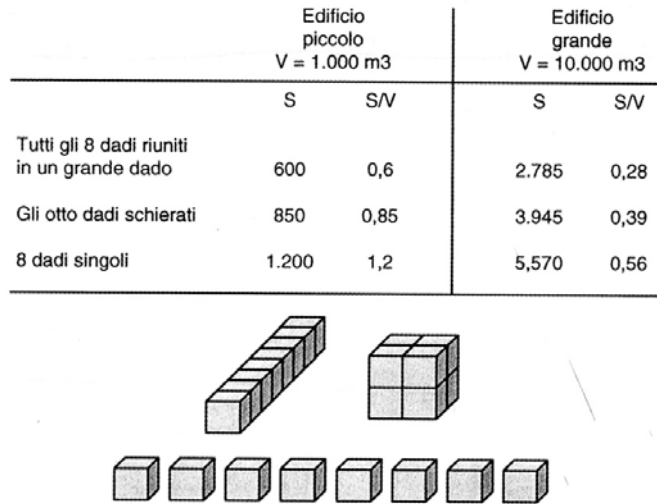 Edificio piccolo V = 1.000 m3
Edificio grande V = 10.000 m3
S S/V S S/V
Tutti gli 8 dadi riuniti
in un grande dado 600 0,6 2.785 0,28
Gli otto dadi schierati 850 0,85 3.945 0,39
8 dadi singoli 1.200 1,2 5,570 0,56